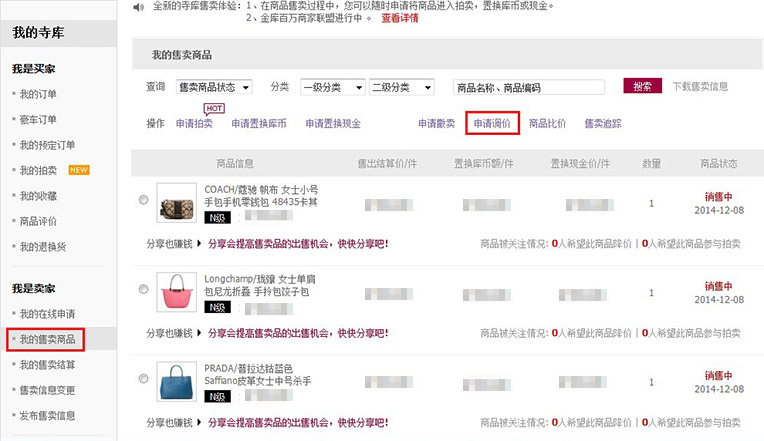 全新的寺库售卖体验：1、在商品售卖过程中，您可以随时申请将商品进入拍卖，置换库币或现金。
2、金库百万商家联盟进行中 。 查看详情
我的寺库
我是买家
我的订单
豪车订单
我的预定订单
我的拍卖 NEW
我的收藏
商品评价
我的退换货
我是卖家
我的在线申请
我的售卖商品
我的售卖结算
售卖信息变更
发布售卖信息
我的售卖商品
查询 售卖商品状态 分类 一级分类 二级分类 商品名称、商品编码 搜索 下载售卖信息
HOT
操作 申请拍卖 申请置换库币 申请置换现金 申请撤卖 申请调价 商品比价 售卖追踪
商品信息 售出结算价/件 置换库币额/件 置换现金价/件 数量 商品状态
COACH/蔻驰 帆布 女士小号
手包手机零钱包 48435卡其
N级
1
销售中
2014-12-08
分享也赚钱 分享会提高售卖品的出售机会，快快分享吧！ 商品被关注情况: 0人希望此商品降价 | 0人希望此商品参与拍卖
Longchamp/珑骧 女士单肩
包尼龙折叠 手拎包饺子包
N级
1
销售中
2014-12-08
分享也赚钱 分享会提高售卖品的出售机会，快快分享吧！ 商品被关注情况: 0人希望此商品降价 | 0人希望此商品参与拍卖
PRADA/普拉达钴蓝色
Saffiano皮革女士中号杀手
N级
1
销售中
2014-12-08
分享也赚钱 分享会提高售卖品的出售机会，快快分享吧！ 商品被关注情况: 0人希望此商品降价 | 0人希望此商品参与拍卖